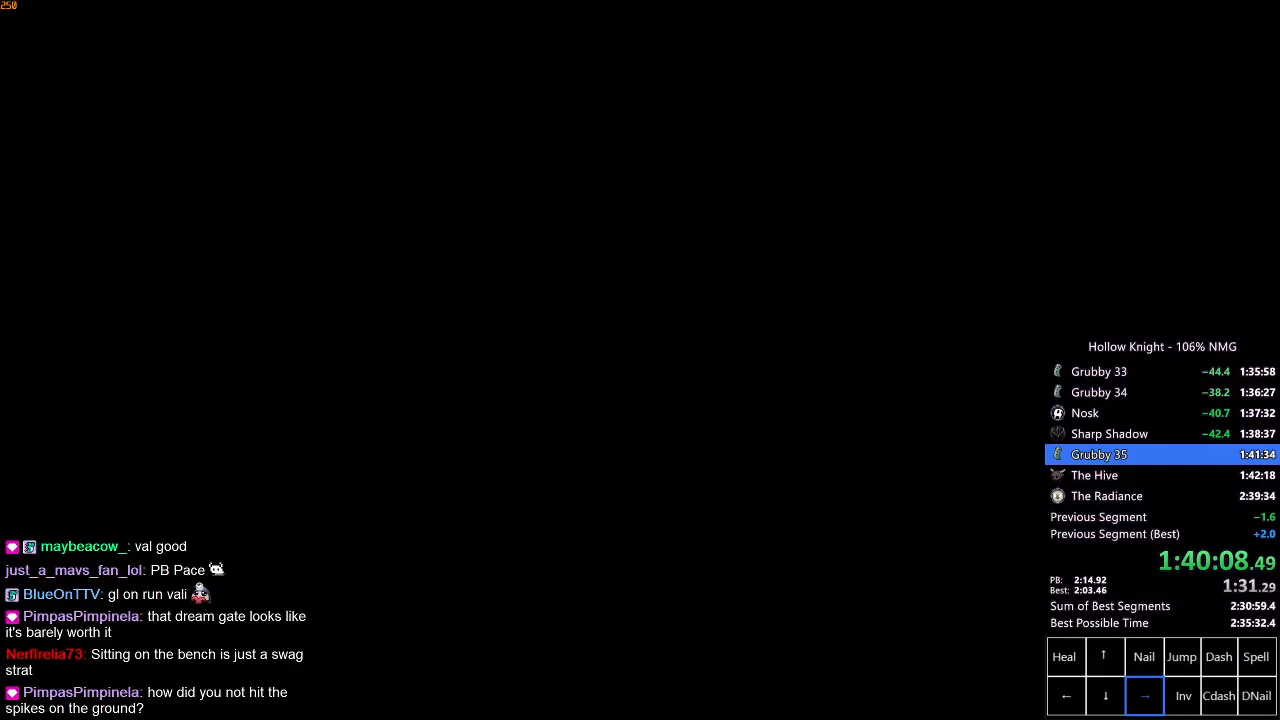 250
Hollow Knight - 106% NMG
Grubby 33 −44.4 1:35:58
Grubby 34 −38.2 1:36:27
Nosk −40.7 1:37:32
Sharp Shadow −42.4 1:38:37
Grubby 35 1:41:34
The Hive 1:42:18
The Radiance 2:39:34
Previous Segment −1.6
Previous Segment (Best) +2.0
1:40:08.49
PB: 2:14.92 1:31.29
Best: 2:03.46
Sum of Best Segments 2:30:59.4
Best Possible Time 2:35:32.4
Heal ↑ Nail Jump Dash Spell
← ↓ → Inv Cdash DNail
maybeacow_: val good
just_a_mavs_fan_lol: PB Pace
BlueOnTTV: gl on run vali
PimpasPimpinela: that dream gate looks like
it's barely worth it
NerfIrelia73: Sitting on the bench is just a swag
strat
PimpasPimpinela: how did you not hit the
spikes on the ground?